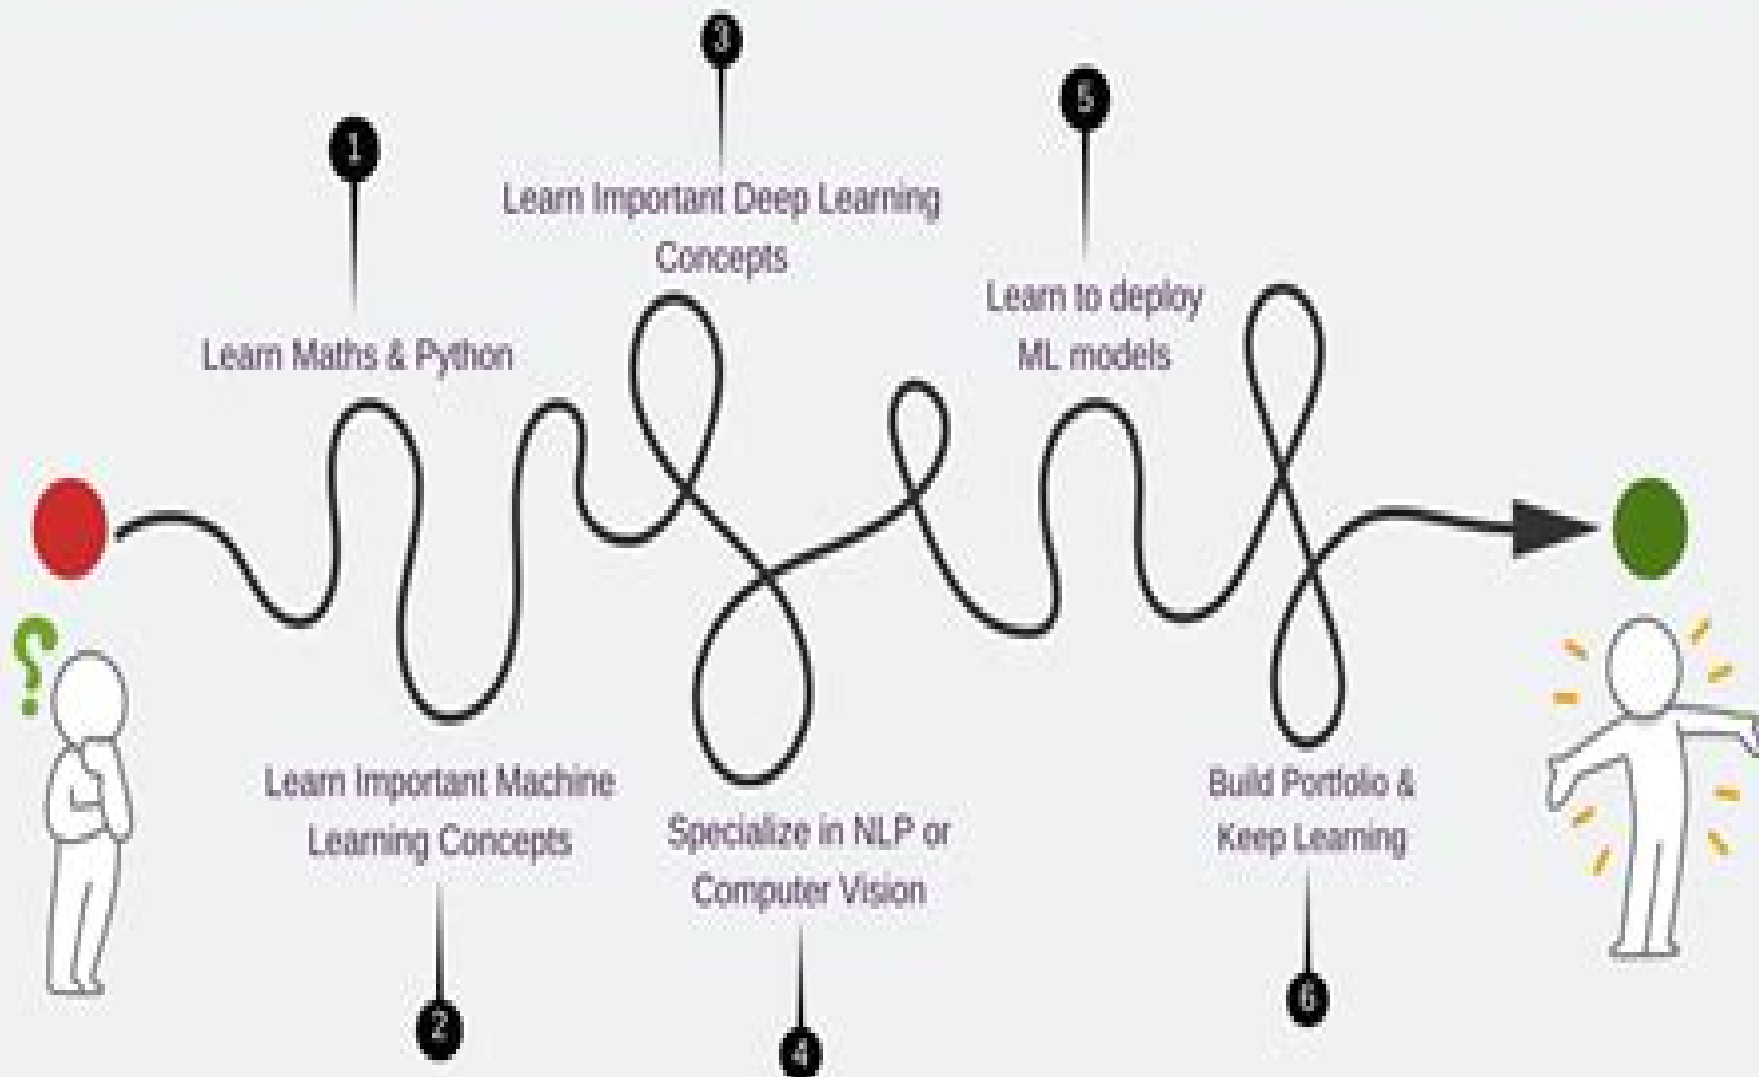 1
Learn Maths & Python
2
Learn Important Machine
Learning Concepts
3
Learn Important Deep Learning
Concepts
4
Specialize in NLP or
Computer Vision
5
Learn to deploy
ML models
6
Build Portfolio &
Keep Learning
?